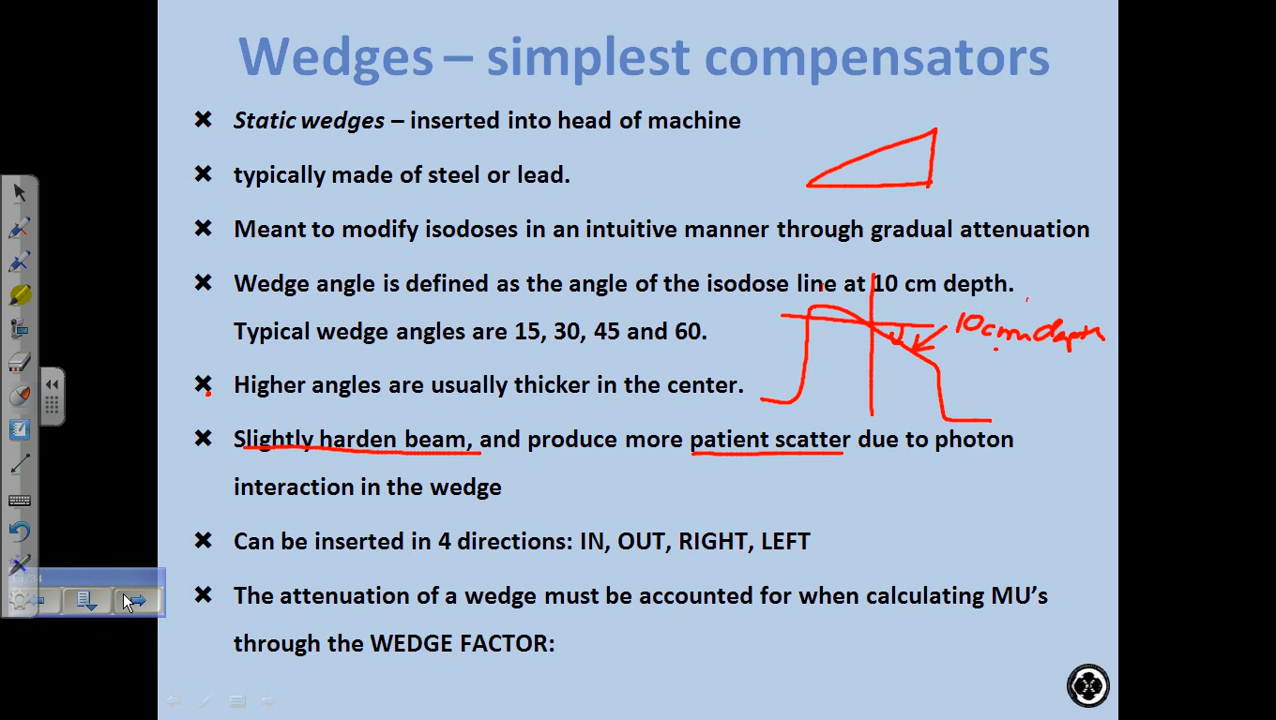 Wedges – simplest compensators
Static wedges – inserted into head of machine
typically made of steel or lead.
Meant to modify isodoses in an intuitive manner through gradual attenuation
Wedge angle is defined as the angle of the isodose line at 10 cm depth.
Typical wedge angles are 15, 30, 45 and 60.
10cm depth
Higher angles are usually thicker in the center.
Slightly harden beam, and produce more patient scatter due to photon
interaction in the wedge
Can be inserted in 4 directions: IN, OUT, RIGHT, LEFT
The attenuation of a wedge must be accounted for when calculating MU’s
through the WEDGE FACTOR: